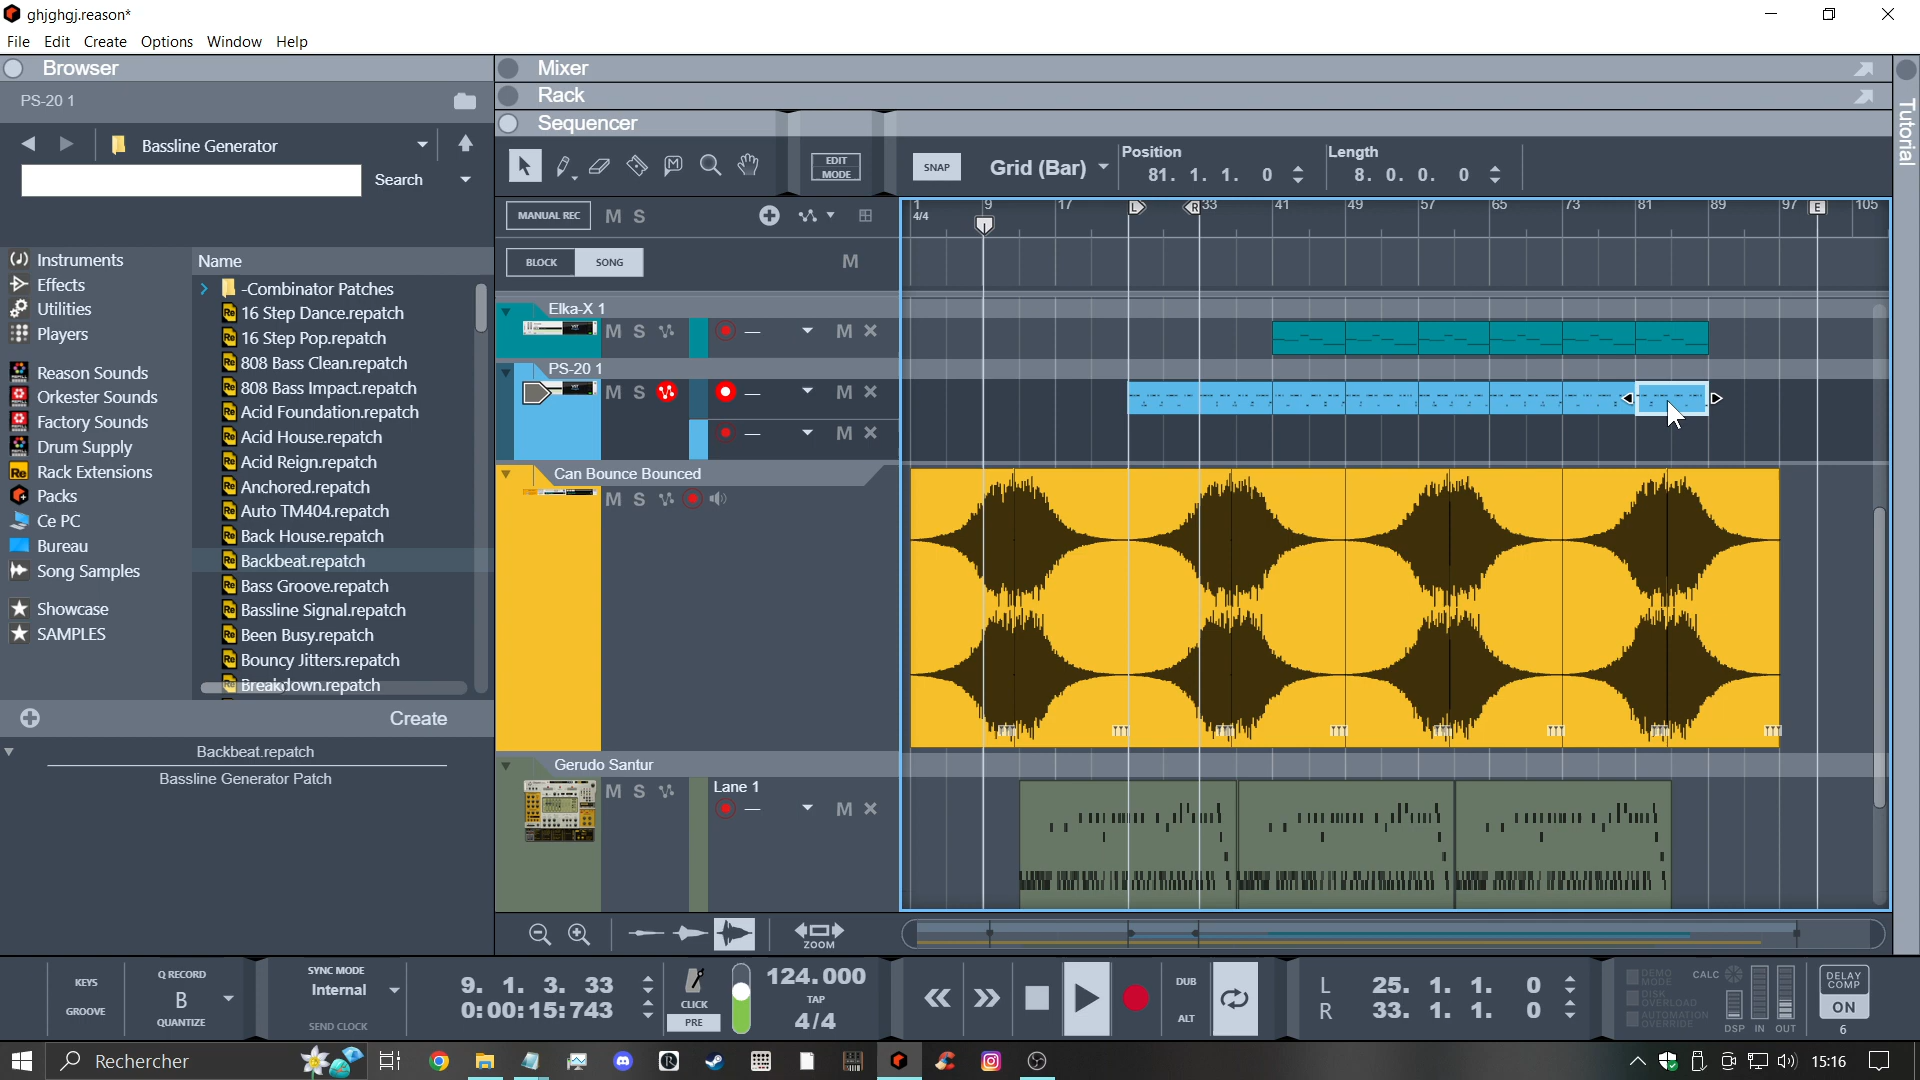 ghjghgj.reason*
File Edit Create Options Window Help
Browser
PS-20 1
Bassline Generator
Search
Instruments
Effects
Utilities
Players
Reason Sounds
Orkester Sounds
Factory Sounds
Drum Supply
Rack Extensions
Packs
Ce PC
Bureau
Song Samples
Showcase
SAMPLES
Name
-Combinator Patches
16 Step Dance.repatch
16 Step Pop.repatch
808 Bass Clean.repatch
808 Bass Impact.repatch
Acid Foundation.repatch
Acid House.repatch
Acid Reign.repatch
Anchored.repatch
Auto TM404.repatch
Back House.repatch
Backbeat.repatch
Bass Groove.repatch
Bassline Signal.repatch
Been Busy.repatch
Bouncy Jitters.repatch
Breakdown.repatch
Create
Backbeat.repatch
Bassline Generator Patch
Mixer
Rack
Sequencer
Tutorial
EDIT MODE
SNAP
Grid (Bar)
Position
81. 1. 1. 0
Length
8. 0. 0. 0
MANUAL REC M S
BLOCK SONG M
1 9 17 L R 33 41 49 57 65 73 81 89 97 E 105
4/4
Elka-X 1
M S M
PS-20 1
M S M
M
Can Bounce Bounced
M S
Gerudo Santur
M S
Lane 1
M
ZOOM
KEYS
GROOVE
Q RECORD
B
QUANTIZE
SYNC MODE
Internal
SEND CLOCK
9. 1. 3. 33
0:00:15:743
CLICK
PRE
124.000
TAP
4/4
DUB
ALT
L 25. 1. 1. 0
R 33. 1. 1. 0
DEMO MODE
DISK OVERLOAD
AUTOMATION OVERRIDE
CALC
DSP IN OUT
DELAY COMP
ON
6
Rechercher
15:16